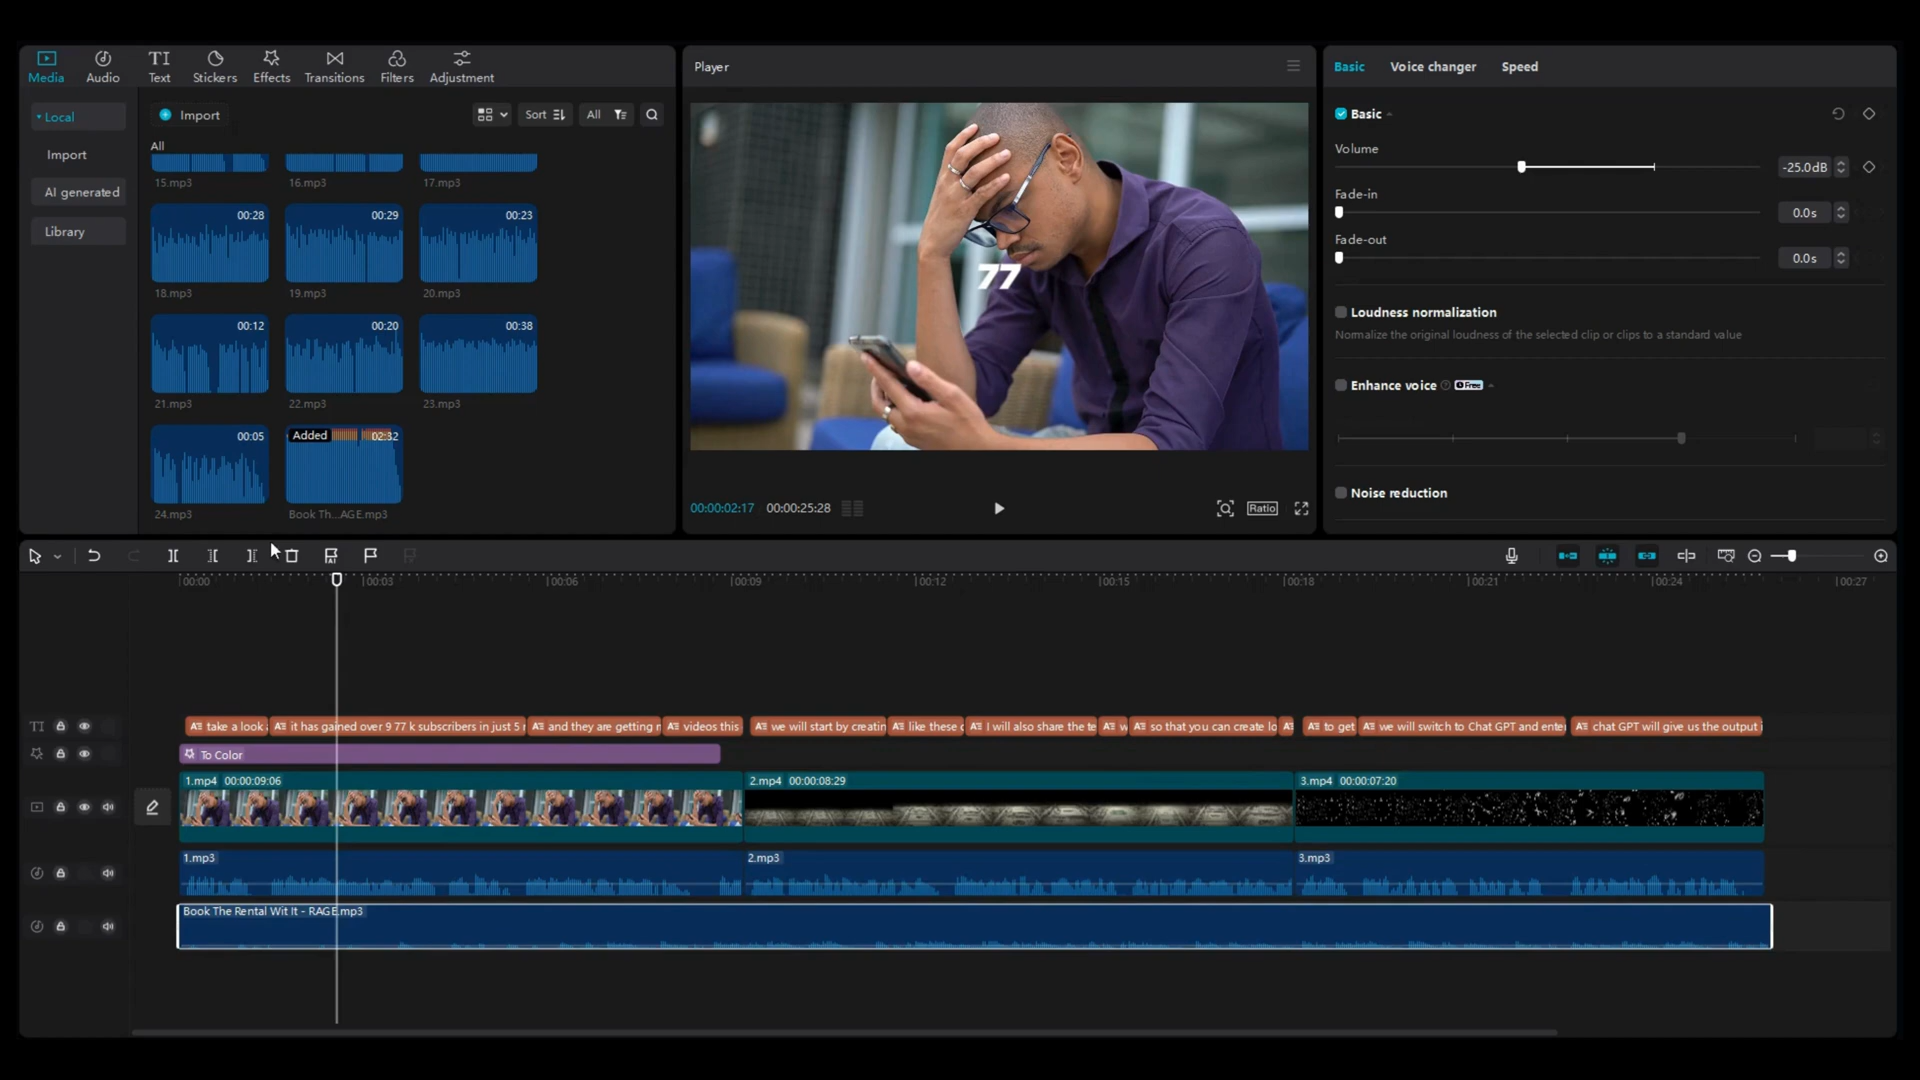 Media
Audio
Text
Stickers
Effects
Transitions
Filters
Adjustment
Local
Import
AI generated
Library
Import
Sort
All
All
15.mp3
16.mp3
17.mp3
00:28
00:29
00:23
18.mp3
19.mp3
20.mp3
00:12
00:20
00:38
21.mp3
22.mp3
23.mp3
00:05
Added
02:32
24.mp3
Book Th...AGE.mp3
Player
77
00:00:02:17
00:00:25:28
Ratio
Basic
Voice changer
Speed
Basic
Volume
-25.0dB
Fade-in
0.0s
Fade-out
0.0s
Loudness normalization
Normalize the original loudness of the selected clip or clips to a standard value
Enhance voice
Free
Noise reduction
00:00
00:03
00:06
00:09
00:12
00:15
00:18
00:21
00:24
00:27
TI
take a look
it has gained over 9 77 k subscribers in just 5
and they are getting
videos this
we will start by creatin
like these
I will also share the te
w
so that you can create lo
to get
we will switch to Chat GPT and ente
chat GPT will give us the output
To Color
1.mp4 00:00:09:06
2.mp4 00:00:08:29
3.mp4 00:00:07:20
1.mp3
2.mp3
3.mp3
Book The Rental Wit It - RAGE.mp3